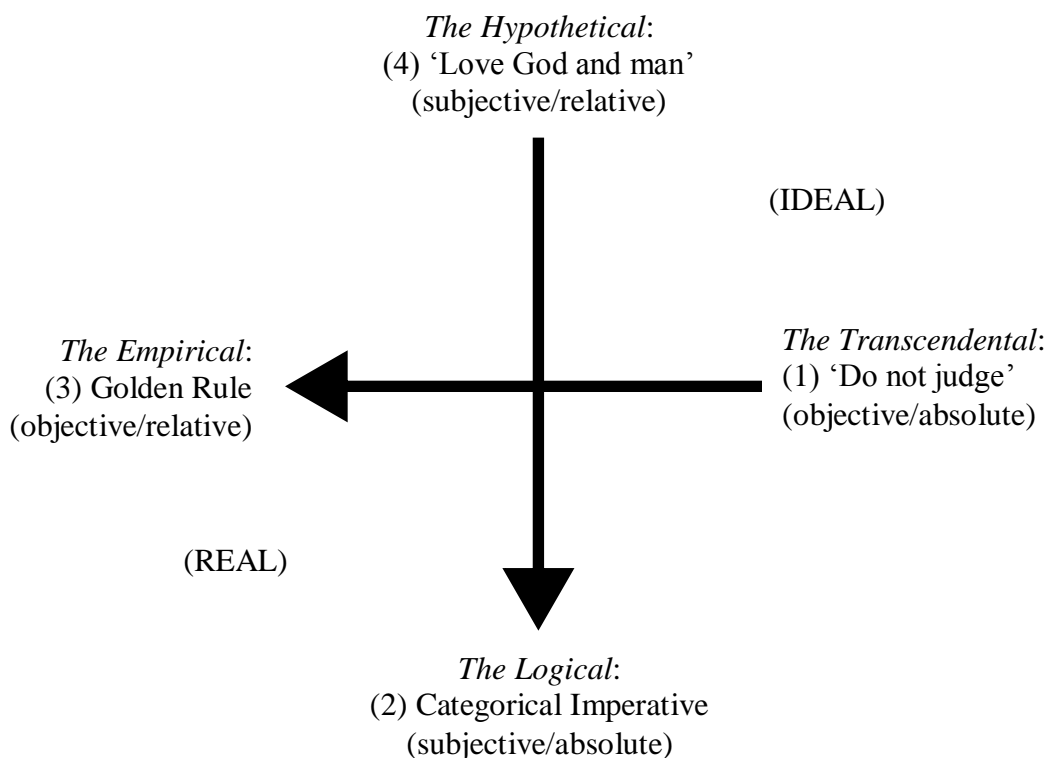 The Hypothetical:
(4) ‘Love God and man’
(subjective/relative)
(IDEAL)
The Empirical:
(3) Golden Rule
(objective/relative)
The Transcendental:
(1) ‘Do not judge’
(objective/absolute)
(REAL)
The Logical:
(2) Categorical Imperative
(subjective/absolute)